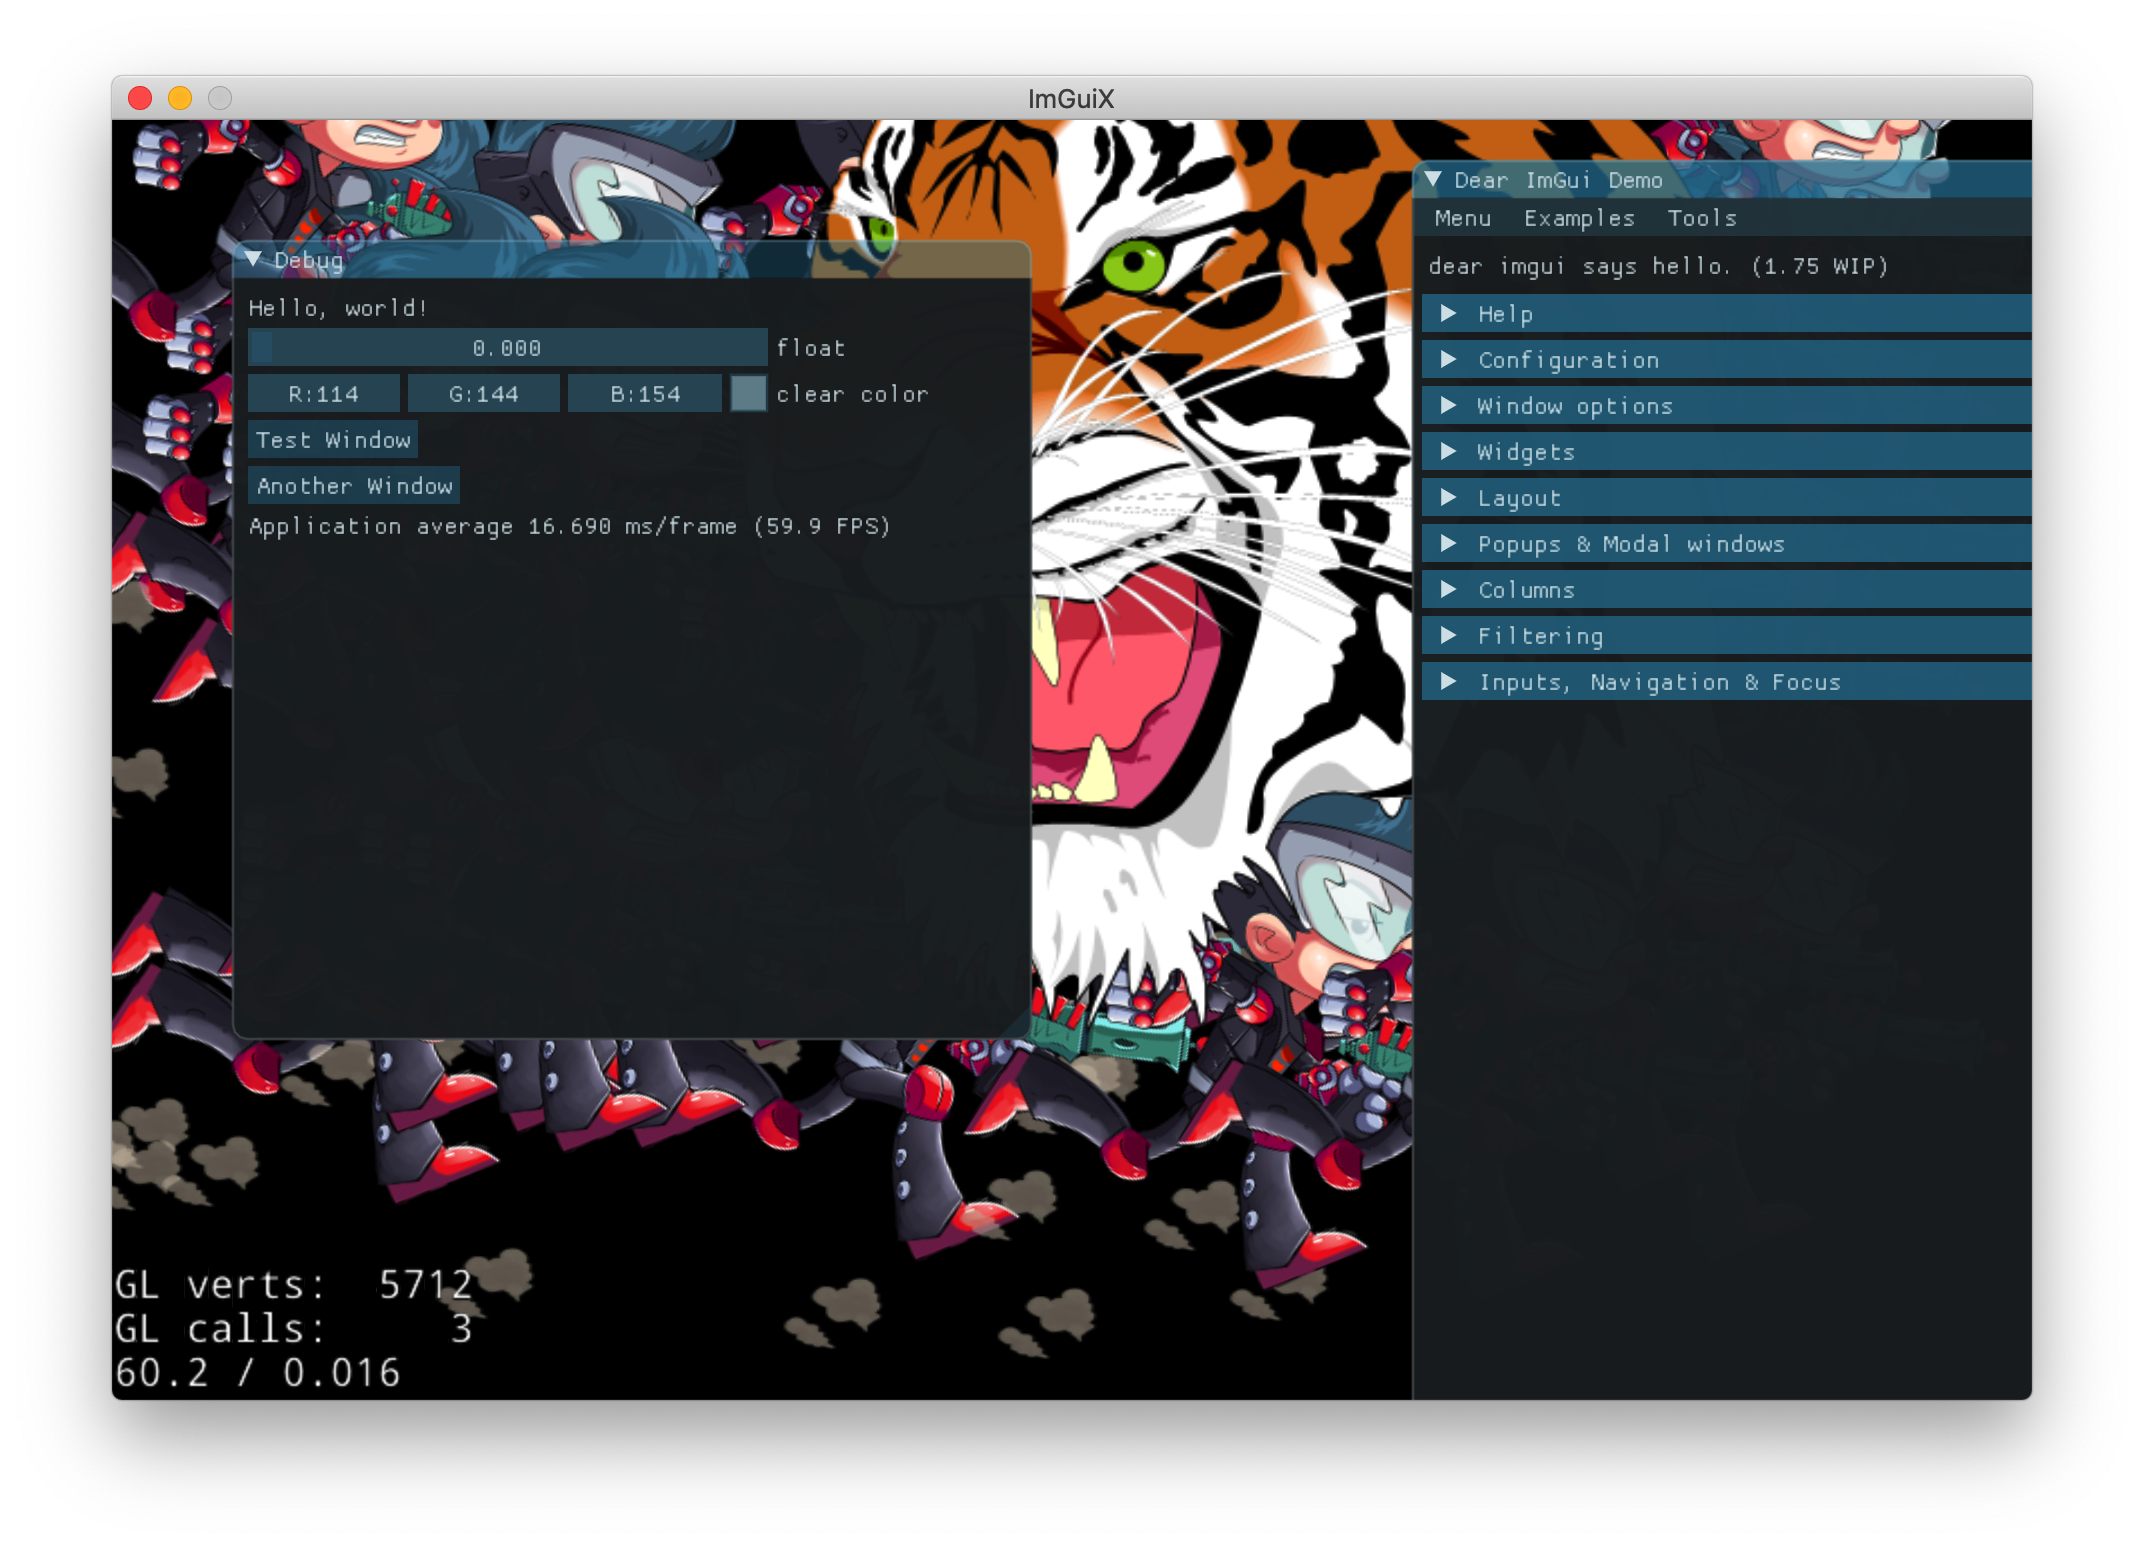 ImGuiX
Debug
Hello, world!
0.000 float
R:114 G:144 B:154 clear color
Test Window
Another Window
Application average 16.690 ms/frame (59.9 FPS)
Dear ImGui Demo
Menu Examples Tools
dear imgui says hello. (1.75 WIP)
Help
Configuration
Window options
Widgets
Layout
Popups & Modal windows
Columns
Filtering
Inputs, Navigation & Focus
GL verts: 5712
GL calls: 3
60.2 / 0.016